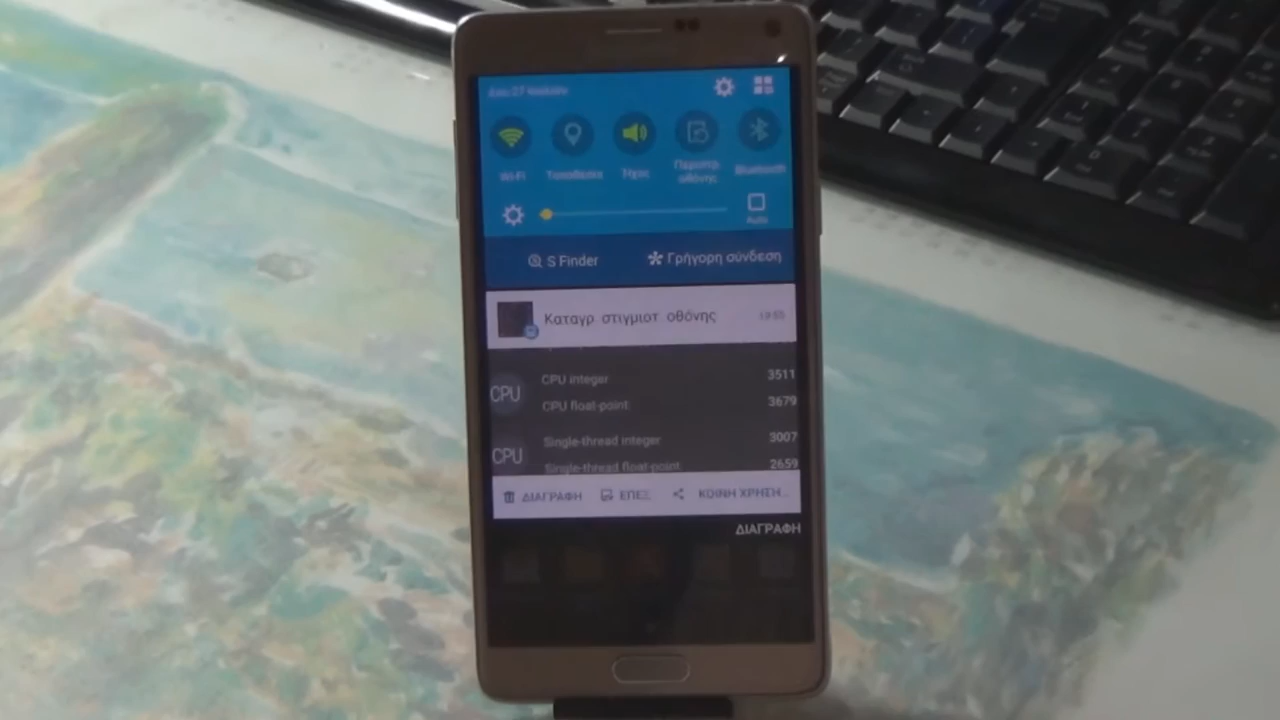 Wi-Fi Τοποθεσία Ήχος Περιστρ. οθόνης Bluetooth
Auto
S Finder Γρήγορη σύνδεση
Καταγρ. στιγμιοτ. οθόνης
CPU
CPU integer 3511
CPU float-point 3679
CPU
Single-thread integer 3007
Single-thread float-point 2659
ΔΙΑΓΡΑΦΗ ΕΠΕΞ. ΚΟΙΝΗ ΧΡΗΣΗ...
ΔΙΑΓΡΑΦΗ